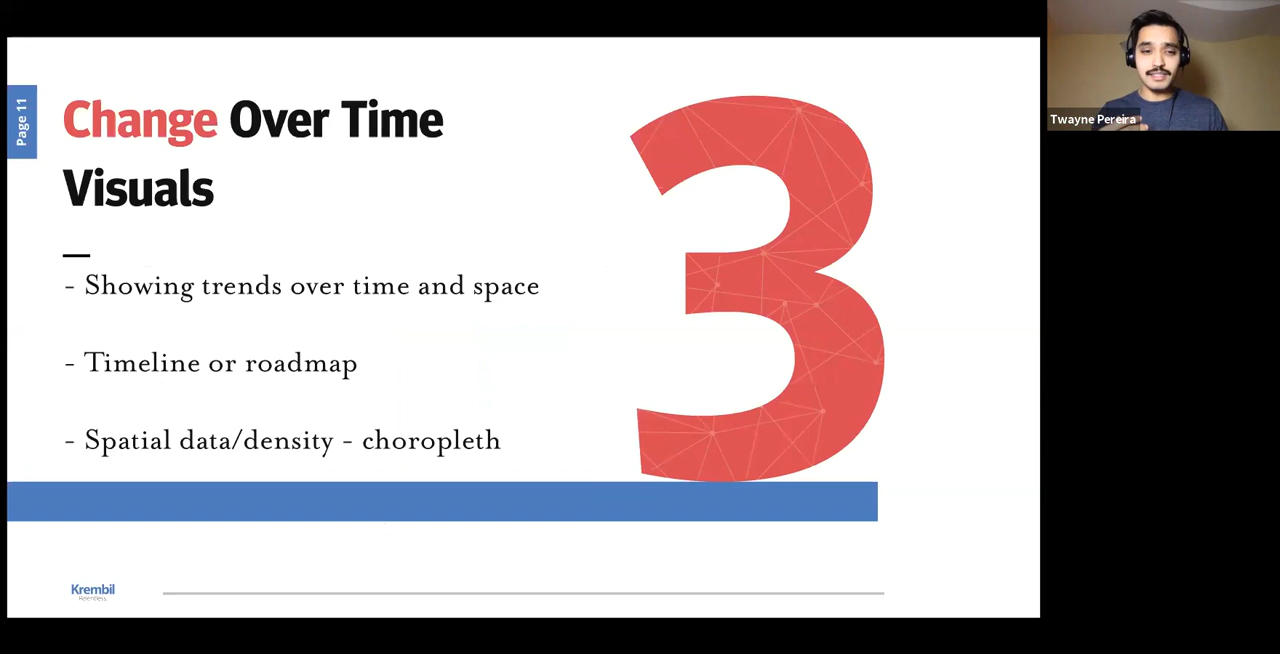 Page 11
Change Over Time
Visuals
- Showing trends over time and space
- Timeline or roadmap
- Spatial data/density - choropleth
3
Krembil
Relentless.
Twayne Pereira